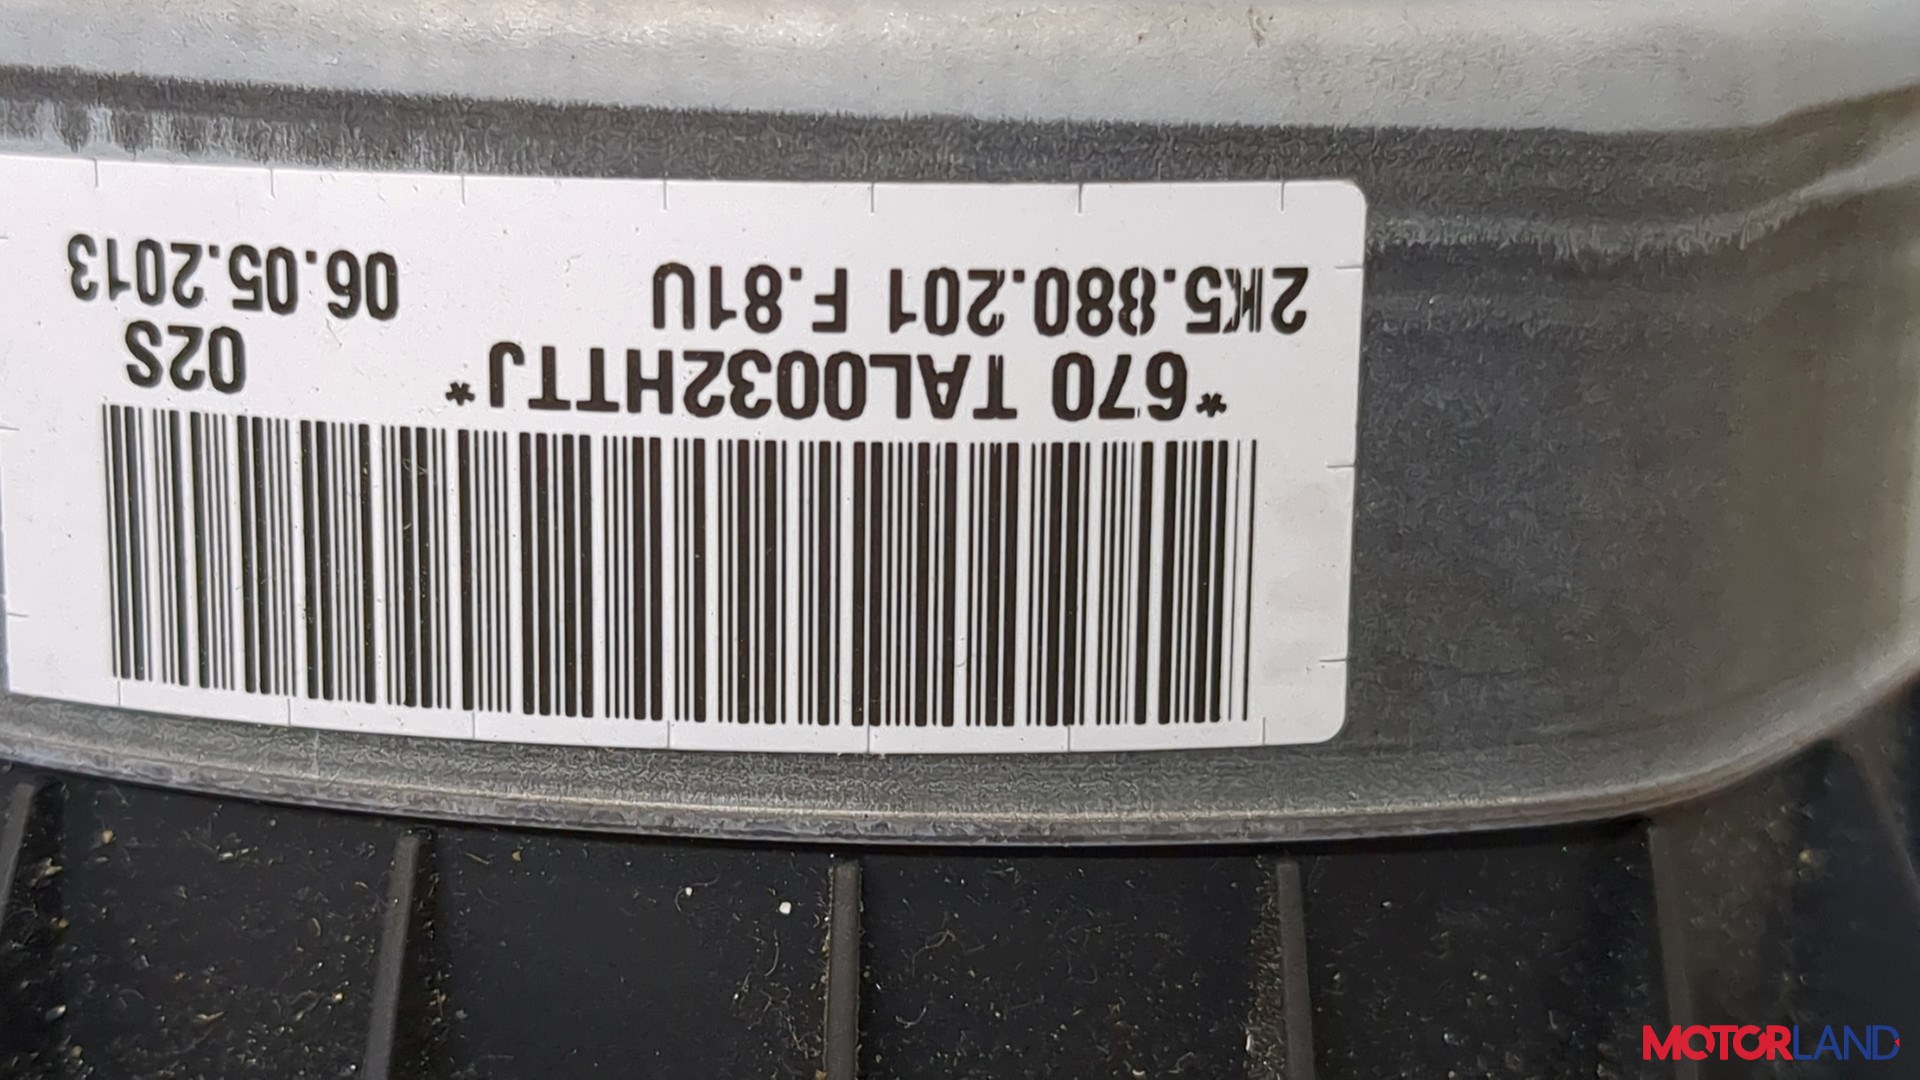 *670 TAL0032HTTJ * 02S
2K5.880.201 F.81U 06.05.2013
MOTORLAND